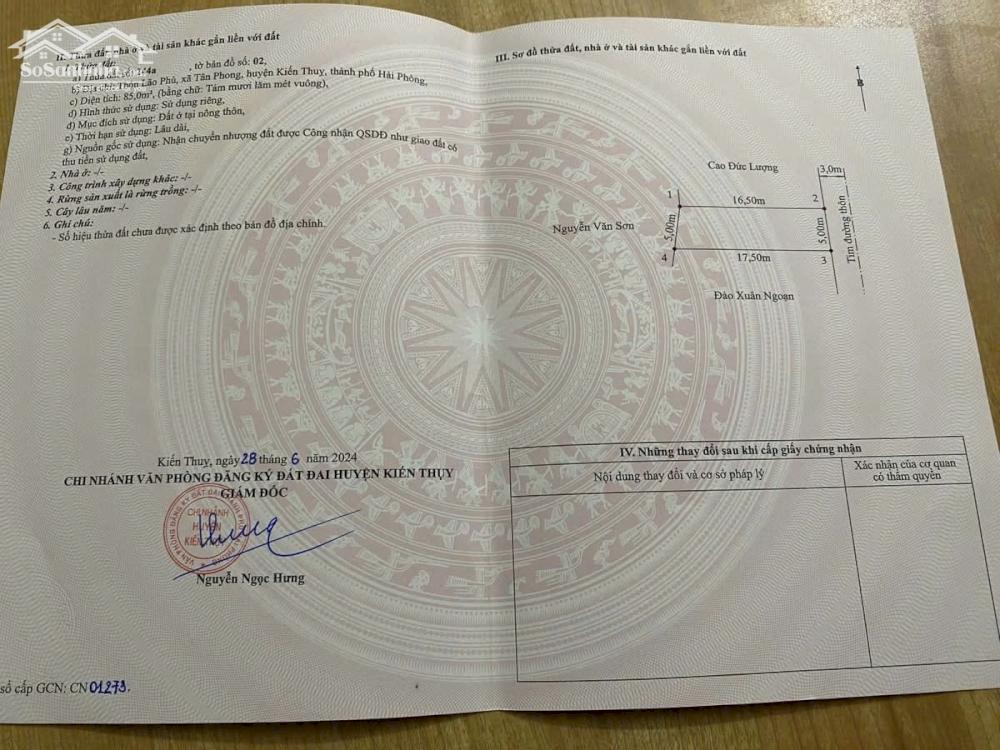 II. Thửa đất, nhà ở và tài sản khác gắn liền với đất
, tờ bản đồ số: 02,
b) Địa chỉ: Thôn Lão Phú, xã Tân Phong, huyện Kiến Thuỵ, thành phố Hải Phòng,
c) Diện tích: 85,0m², (bằng chữ: Tám mươi lăm mét vuông),
d) Hình thức sử dụng: Sử dụng riêng,
đ) Mục đích sử dụng: Đất ở tại nông thôn,
e) Thời hạn sử dụng: Lâu dài,
g) Nguồn gốc sử dụng: Nhận chuyển nhượng đất được Công nhận QSDĐ như giao đất có
thu tiền sử dụng đất,
2. Nhà ở: -/-
3. Công trình xây dựng khác: -/-
4. Rừng sản xuất là rừng trồng: -/-
5. Cây lâu năm: -/-
6. Ghi chú:
- Số hiệu thửa đất chưa được xác định theo bản đồ địa chính.
Kiến Thuỵ, ngày 28 tháng 6 năm 2024
CHI NHÁNH VĂN PHÒNG ĐĂNG KÝ ĐẤT ĐAI HUYỆN KIẾN THỤY
GIÁM ĐỐC
CHI NHÁNH
HUYỆN
Nguyễn Ngọc Hưng
số cấp GCN: CN 01273.
III. Sơ đồ thửa đất, nhà ở và tài sản khác gắn liền với đất
B
Cao Đức Lượng
3,0m
1
16,50m
2
Nguyễn Văn Sơn
5,00m
5,00m
Tim đường thôn
4
17,50m
3
Đào Xuân Ngoạn
IV. Những thay đổi sau khi cấp giấy chứng nhận
Nội dung thay đổi và cơ sở pháp lý
Xác nhận của cơ quan
có thẩm quyền